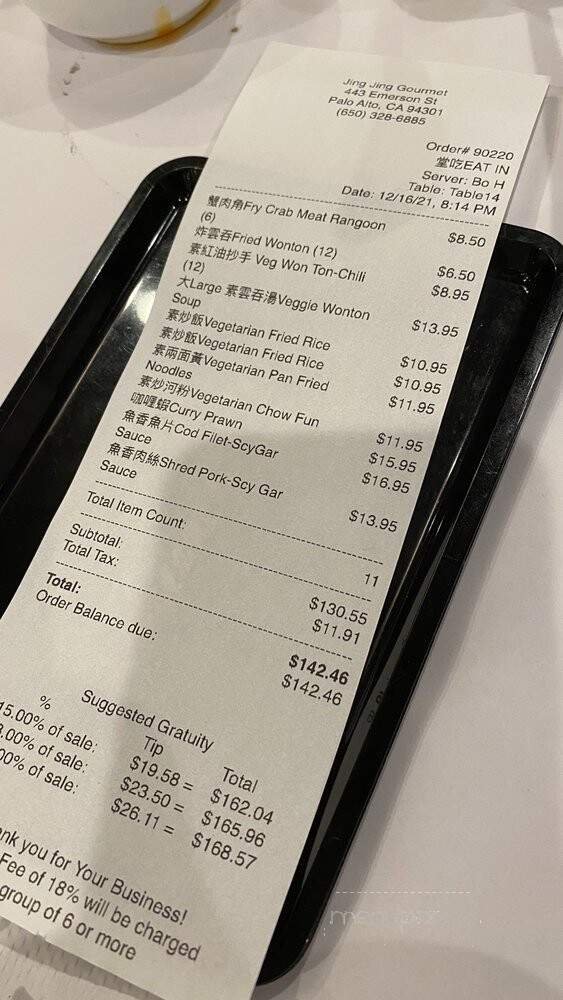 Jing Jing Gourmet
443 Emerson St
Palo Alto, CA 94301
(650) 328-6885
Order# 90220
堂吃EAT IN
Server: Bo H
Table: Table14
Date: 12/16/21, 8:14 PM
蟹肉角Fry Crab Meat Rangoon $8.50
(6)
炸雲吞Fried Wonton (12) $6.50
素紅油抄手 Veg Won Ton-Chili $8.95
(12)
大Large 素雲吞湯Veggie Wonton $13.95
Soup
素炒飯Vegetarian Fried Rice $10.95
素炒飯Vegetarian Fried Rice $10.95
素兩面黃Vegetarian Pan Fried $11.95
Noodles
素炒河粉Vegetarian Chow Fun $11.95
咖喱蝦Curry Prawn $15.95
魚香魚片Cod Filet-ScyGar $16.95
Sauce
魚香肉絲Shred Pork-Scy Gar $13.95
Sauce
Total Item Count: 11
Subtotal: $130.55
Total Tax: $11.91
Total: $142.46
Order Balance due: $142.46
Suggested Gratuity
% Tip Total
15.00% of sale: $19.58 = $162.04
.00% of sale: $23.50 = $165.96
00% of sale: $26.11 = $168.57
nk you for Your Business!
Fee of 18% will be charged
group of 6 or more